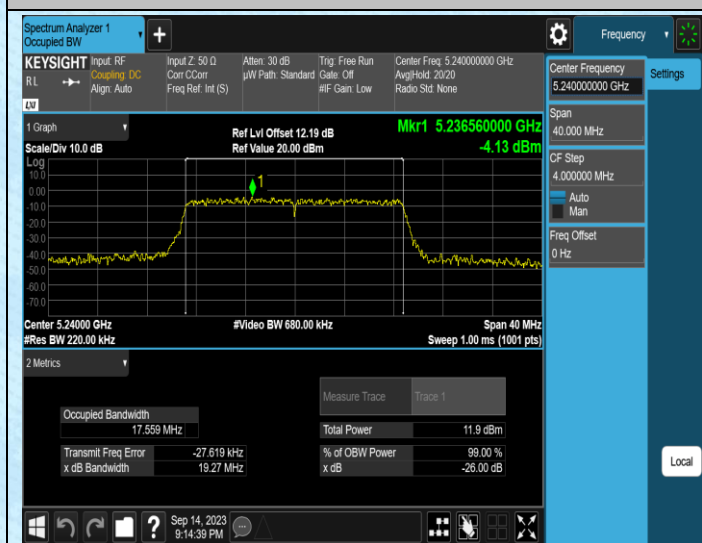 Spectrum Analyzer 1
Occupied BW
Frequency
KEYSIGHT
R L
Input: RF
Coupling: DC
Align: Auto
Input Z: 50 Ω
Corr CCorr
Freq Ref: Int (S)
Atten: 30 dB
µW Path: Standard
Trig: Free Run
Gate: Off
#IF Gain: Low
Center Freq: 5.240000000 GHz
Avg|Hold: 20/20
Radio Std: None
LXI
1 Graph
Scale/Div 10.0 dB
Ref Lvl Offset 12.19 dB
Ref Value 20.00 dBm
Mkr1 5.236560000 GHz
-4.13 dBm
Log
10.0
0.00
-10.0
-20.0
-30.0
-40.0
-50.0
-60.0
-70.0
1
Center 5.24000 GHz
#Res BW 220.00 kHz
#Video BW 680.00 kHz
Span 40 MHz
Sweep 1.00 ms (1001 pts)
2 Metrics
Measure Trace Trace 1
Occupied Bandwidth
17.559 MHz
Total Power 11.9 dBm
Transmit Freq Error -27.619 kHz
% of OBW Power 99.00 %
x dB Bandwidth 19.27 MHz
x dB -26.00 dB
Center Frequency
5.240000000 GHz
Settings
Span
40.000 MHz
CF Step
4.000000 MHz
Auto
Man
Freq Offset
0 Hz
Local
?
Sep 14, 2023
9:14:39 PM